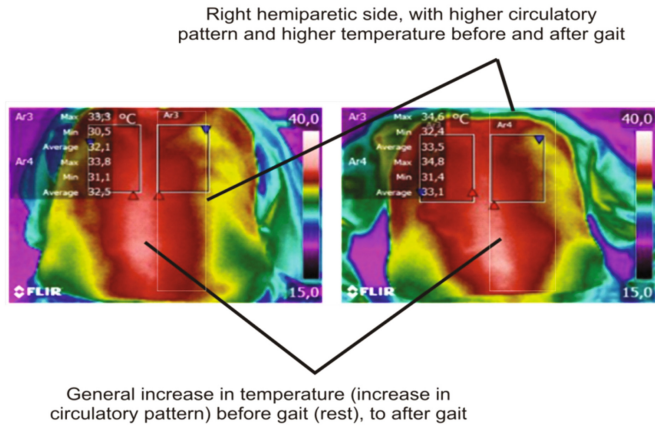 Right hemiparetic side, with higher circulatory
pattern and higher temperature before and after gait
Ar3 Max 33,3 °C Ar3 40,0
Min 30,5
Average 32,1
Ar4 Max 33,8
Min 31,1
Average 32,5
FLIR 15,0
Ar3 Max 34,6 °C Ar4 40,0
Min 32,4
Average 33,5
Ar4 Max 34,8
Min 31,1
Average 33,1
FLIR 15,0
General increase in temperature (increase in
circulatory pattern) before gait (rest), to after gait